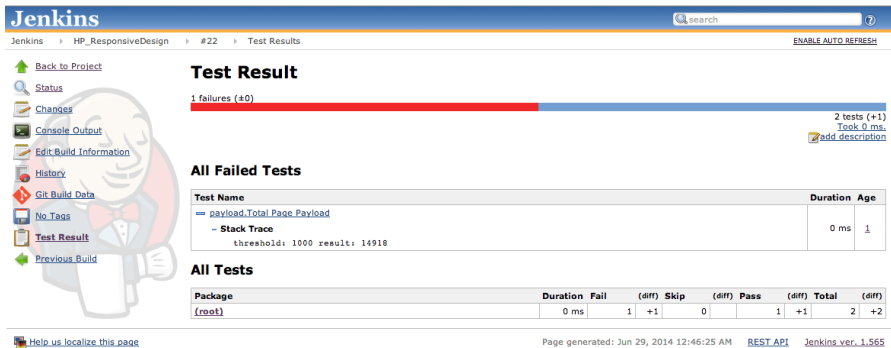 Jenkins
search
Jenkins HP_ResponsiveDesign #22 Test Results
ENABLE AUTO REFRESH
Back to Project
Status
Changes
Console Output
Edit Build Information
History
Git Build Data
No Tags
Test Result
Previous Build
Test Result
1 failures (±0)
2 tests (+1)
Took 0 ms.
add description
All Failed Tests
Test Name Duration Age
payload.Total Page Payload
0 ms 1
– Stack Trace
threshold: 1000 result: 14918
All Tests
Package Duration Fail (diff) Skip (diff) Pass (diff) Total (diff)
(root) 0 ms 1 +1 0 1 +1 2 +2
Help us localize this page
Page generated: Jun 29, 2014 12:46:25 AM REST API Jenkins ver. 1.565